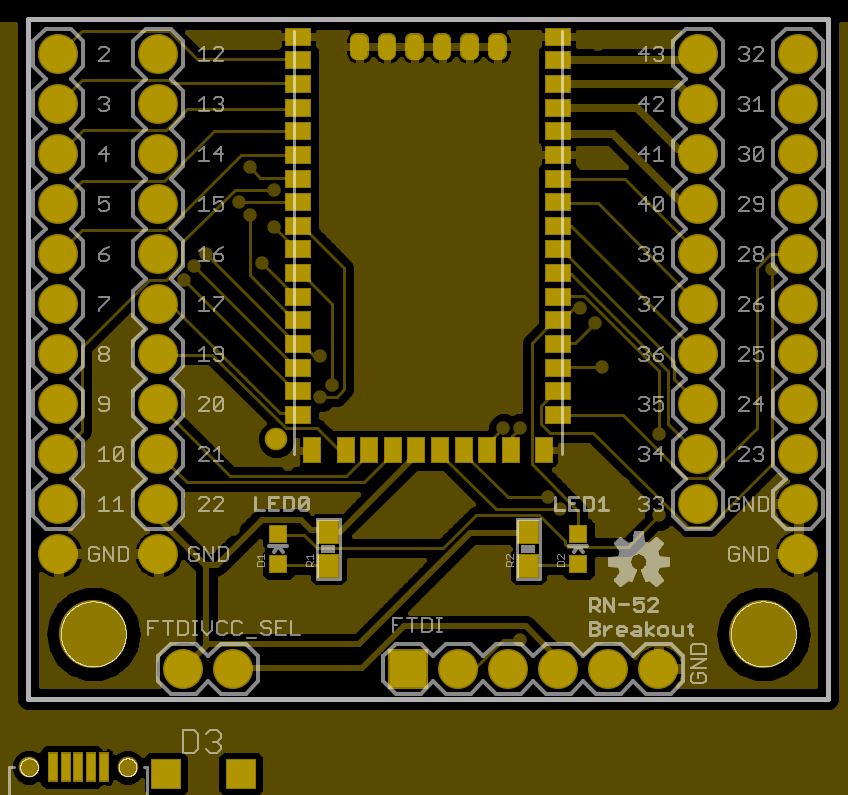 2 12 43 32
3 13 42 31
4 14 41 30
5 15 40 29
6 16 38 28
7 17 37 26
8 19 36 25
9 20 35 24
10 21 34 23
11 22 LED0 LED1 33 GND
GND GND D1 R1 R2 D2 GND
RN-52
FTDIVCC_SEL FTDI Breakout
GND
D3